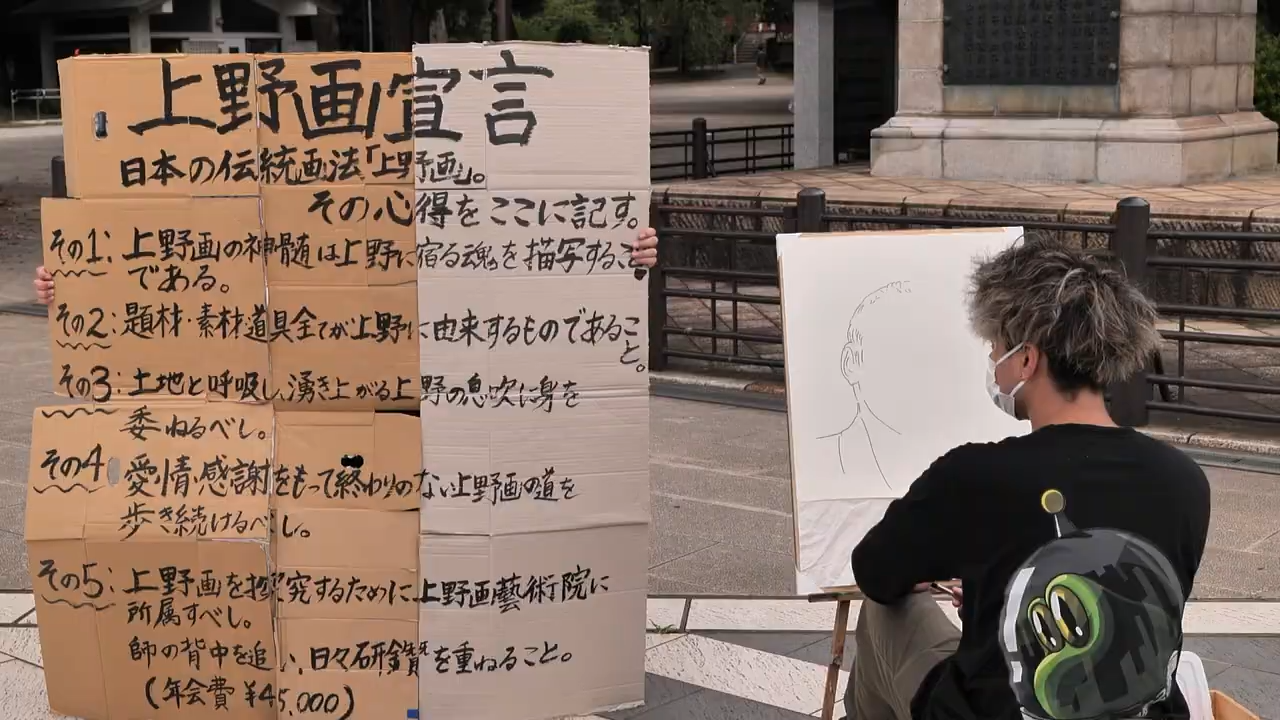 上野画宣言
日本の伝統画法「上野画」。
その心得をここに記す。
その1: 上野画の神髄は上野に宿る魂を描写すること
である。
その2: 題材・素材道具全てが上野に由来するものであるこ
と。
その3: 土地と呼吸し、湧き上がる上野の息吹に身を
委ねるべし。
その4 愛情・感謝をもって終わりのない上野画の道を
歩き続けるべし。
その5: 上野画を探究するために上野画藝術院に
所属すべし。
師の背中を追い、日々研鑽を重ねること。
(年会費 ¥45,000)